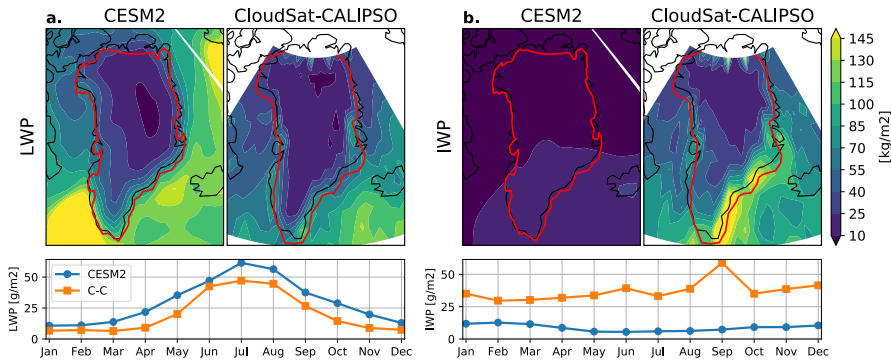 a. CESM2 CloudSat-CALIPSO
LWP
b. CESM2 CloudSat-CALIPSO
IWP
145
130
115
100
85
70
55
40
25
10
[kg/m2]
LWP [g/m2]
50
25
0
CESM2
C-C
Jan Feb Mar Apr May Jun Jul Aug Sep Oct Nov Dec
IWP [g/m2]
50
25
0
Jan Feb Mar Apr May Jun Jul Aug Sep Oct Nov Dec